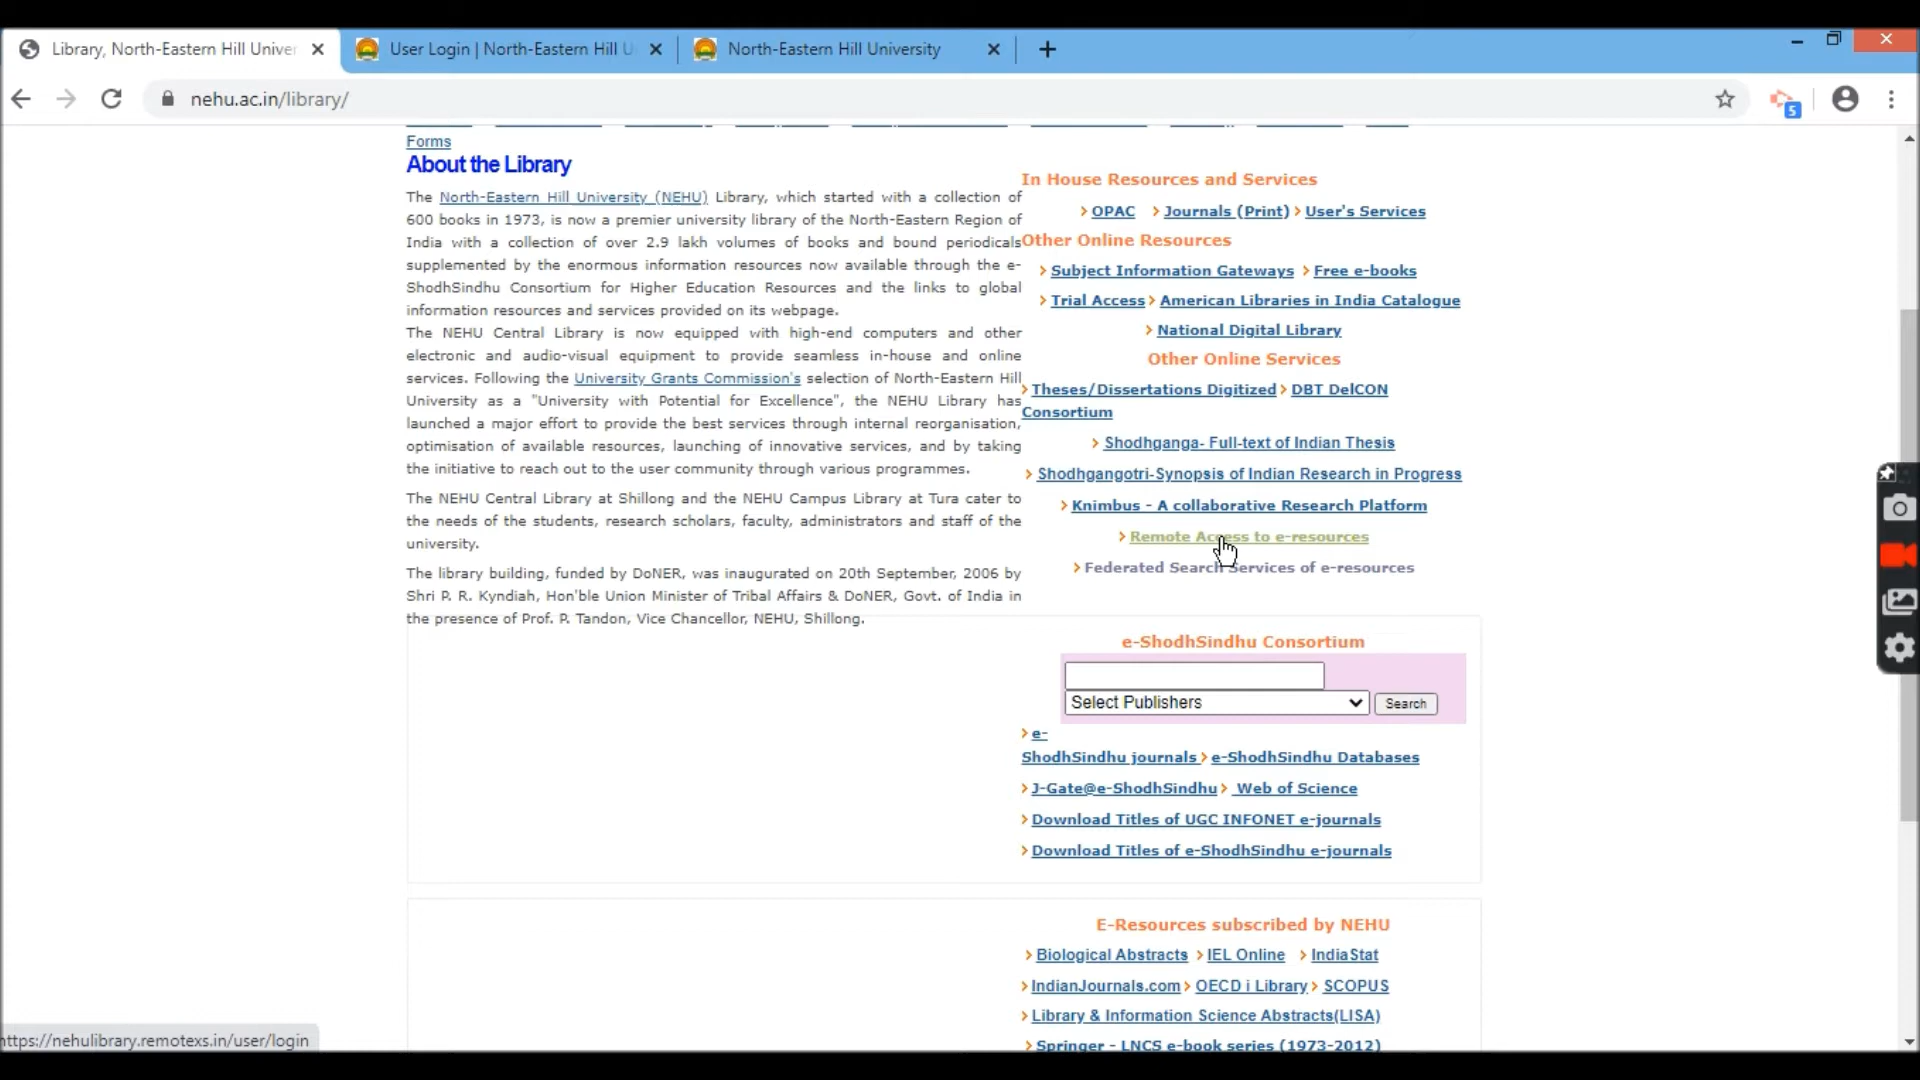 Library, North-Eastern Hill Univer
User Login | North-Eastern Hill U
North-Eastern Hill University
nehu.ac.in/library/
5
Forms
About the Library
The North-Eastern Hill University (NEHU) Library, which started with a collection of
600 books in 1973, is now a premier university library of the North-Eastern Region of
India with a collection of over 2.9 lakh volumes of books and bound periodicals
supplemented by the enormous information resources now available through the e-
ShodhSindhu Consortium for Higher Education Resources and the links to global
information resources and services provided on its webpage.
The NEHU Central Library is now equipped with high-end computers and other
electronic and audio-visual equipment to provide seamless in-house and online
services. Following the University Grants Commission's selection of North-Eastern Hill
University as a "University with Potential for Excellence", the NEHU Library has
launched a major effort to provide the best services through internal reorganisation,
optimisation of available resources, launching of innovative services, and by taking
the initiative to reach out to the user community through various programmes.
The NEHU Central Library at Shillong and the NEHU Campus Library at Tura cater to
the needs of the students, research scholars, faculty, administrators and staff of the
university.
The library building, funded by DoNER, was inaugurated on 20th September, 2006 by
Shri P. R. Kyndiah, Hon'ble Union Minister of Tribal Affairs & DoNER, Govt. of India in
the presence of Prof. P. Tandon, Vice Chancellor, NEHU, Shillong.
In House Resources and Services
OPAC Journals (Print) User's Services
Other Online Resources
Subject Information Gateways Free e-books
Trial Access American Libraries in India Catalogue
National Digital Library
Other Online Services
Theses/Dissertations Digitized DBT DelCON
Consortium
Shodhganga- Full-text of Indian Thesis
Shodhgangotri-Synopsis of Indian Research in Progress
Knimbus - A collaborative Research Platform
Remote Access to e-resources
Federated Search Services of e-resources
e-ShodhSindhu Consortium
Select Publishers Search
e-
ShodhSindhu journals e-ShodhSindhu Databases
J-Gate@e-ShodhSindhu Web of Science
Download Titles of UGC INFONET e-journals
Download Titles of e-ShodhSindhu e-journals
E-Resources subscribed by NEHU
Biological Abstracts IEL Online IndiaStat
IndianJournals.com OECD i Library SCOPUS
Library & Information Science Abstracts(LISA)
Springer - LNCS e-book series (1973-2012)
https://nehulibrary.remotexs.in/user/login